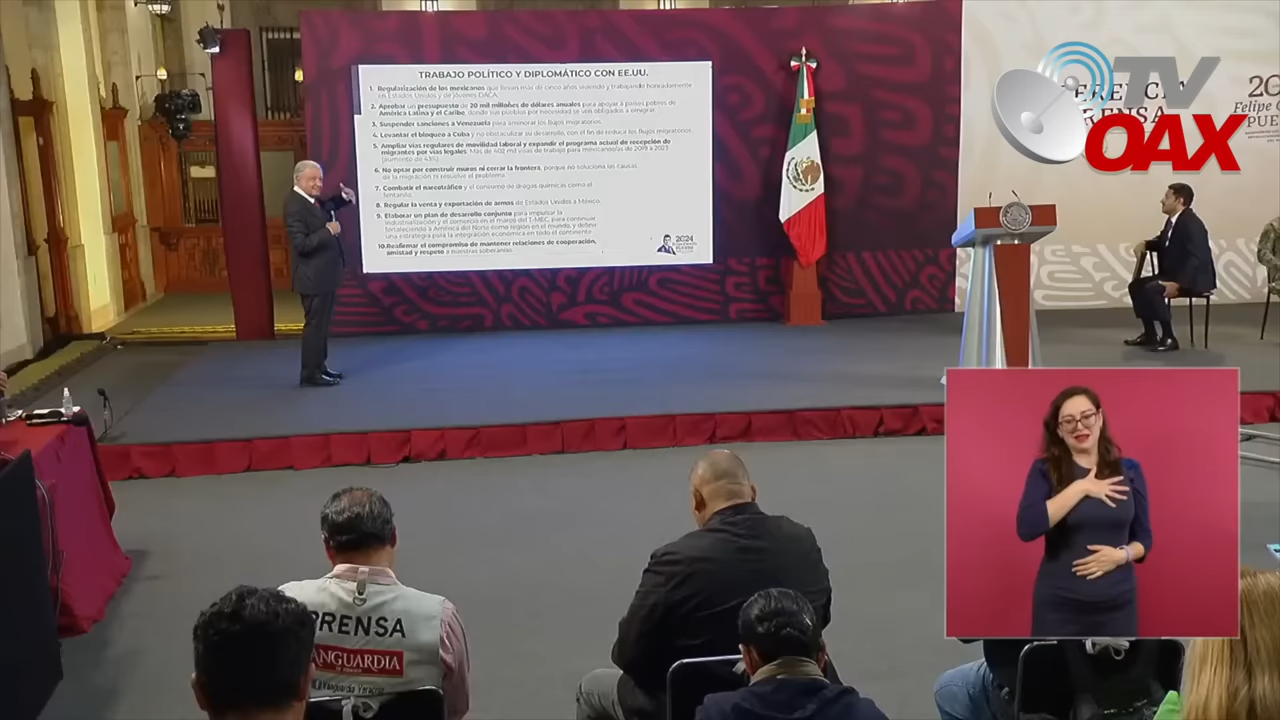 TRABAJO POLÍTICO Y DIPLOMÁTICO CON EE.UU.
1. Regularización de los mexicanos que llevan más de cinco años viviendo y trabajando honradamente
en Estados Unidos y de jóvenes DACA.
2. Aprobar un presupuesto de 20 mil millones de dólares anuales para apoyar a países pobres de
América Latina y el Caribe, donde sus pueblos por necesidad se ven obligados a emigrar.
3. Suspender sanciones a Venezuela para aminorar los flujos migratorios.
4. Levantar el bloqueo a Cuba y no obstaculizar su desarrollo, con el fin de reducir los flujos migratorios.
5. Ampliar vías regulares de movilidad laboral y expandir el programa actual de recepción de
migrantes por vías legales. Más de 402 mil visas de trabajo para mexicanos/as de 2019 a 2023
(aumento de 43%).
6. No optar por construir muros ni cerrar la frontera, porque no soluciona las causas
de la migración ni resuelve el problema.
7. Combatir el narcotráfico y el consumo de drogas químicas como el
fentanilo.
8. Regular la venta y exportación de armas de Estados Unidos a México.
9. Elaborar un plan de desarrollo conjunto para impulsar la
industrialización y el comercio en el marco del T-MEC, para continuar
fortaleciendo a América del Norte como región en el mundo, y definir
una estrategia para la integración económica en todo el continente.
10. Reafirmar el compromiso de mantener relaciones de cooperación,
amistad y respeto a nuestras soberanías.
2024
TV
OAX
ERENCIA
RENSA
20
Felipe C
PUE
PRENSA
VANGUARDIA
Vanguardia Veracruz